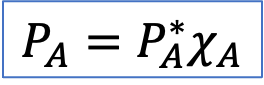 P_A = P_A^* χ_A